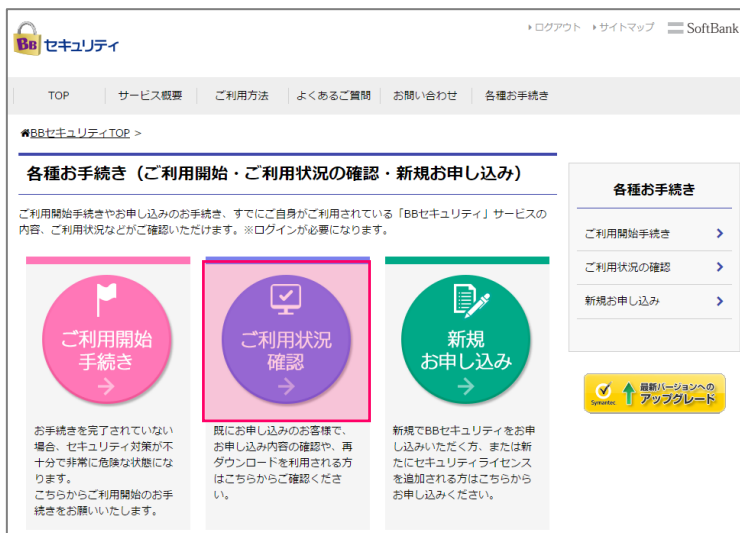 ログアウト サイトマップ SoftBank
BB セキュリティ
TOP サービス概要 ご利用方法 よくあるご質問 お問い合わせ 各種お手続き
BBセキュリティTOP >
各種お手続き（ご利用開始・ご利用状況の確認・新規お申し込み）
ご利用開始手続きやお申し込みのお手続き、すでにご自身がご利用されている「BBセキュリティ」サービスの
内容、ご利用状況などがご確認いただけます。※ログインが必要になります。
ご利用開始
手続き
お手続きを完了されていない
場合、セキュリティ対策が不
十分で非常に危険な状態にな
ります。
こちらからご利用開始のお手
続きをお願いいたします。
ご利用状況
確認
既にお申し込みのお客様で、
お申し込み内容の確認や、再
ダウンロードを利用される方
はこちらからご確認くださ
い。
新規
お申し込み
新規でBBセキュリティをお申
し込みいただく方、または新
たにセキュリティライセンス
を追加される方はこちらから
お申し込みください。
各種お手続き
ご利用開始手続き
ご利用状況の確認
新規お申し込み
Symantec
最新バージョンへの
アップグレード